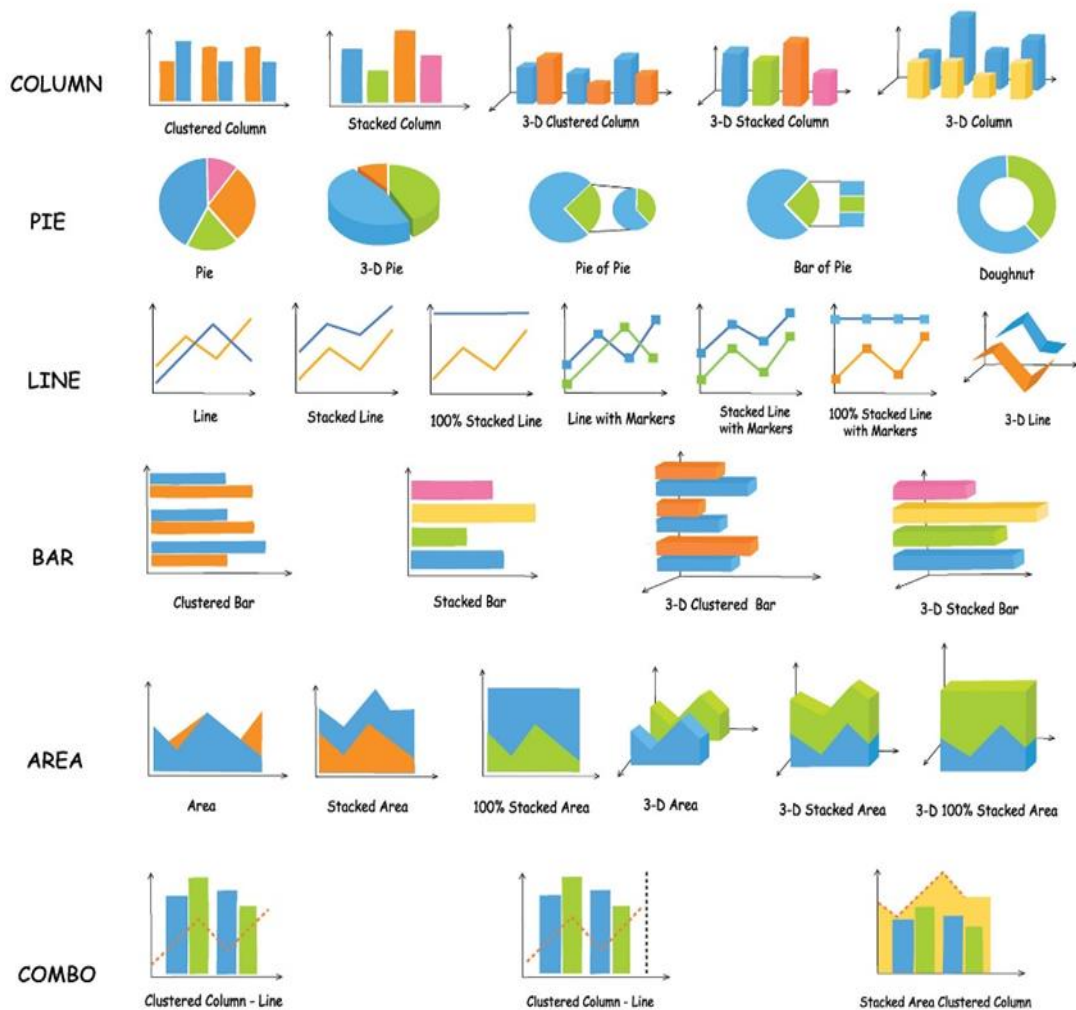 COLUMN
Clustered Column
Stacked Column
3-D Clustered Column
3-D Stacked Column
3-D Column
PIE
Pie
3-D Pie
Pie of Pie
Bar of Pie
Doughnut
LINE
Line
Stacked Line
100% Stacked Line
Line with Markers
Stacked Line
with Markers
100% Stacked Line
with Markers
3-D Line
BAR
Clustered Bar
Stacked Bar
3-D Clustered Bar
3-D Stacked Bar
AREA
Area
Stacked Area
100% Stacked Area
3-D Area
3-D Stacked Area
3-D 100% Stacked Area
COMBO
Clustered Column - Line
Clustered Column - Line
Stacked Area Clustered Column